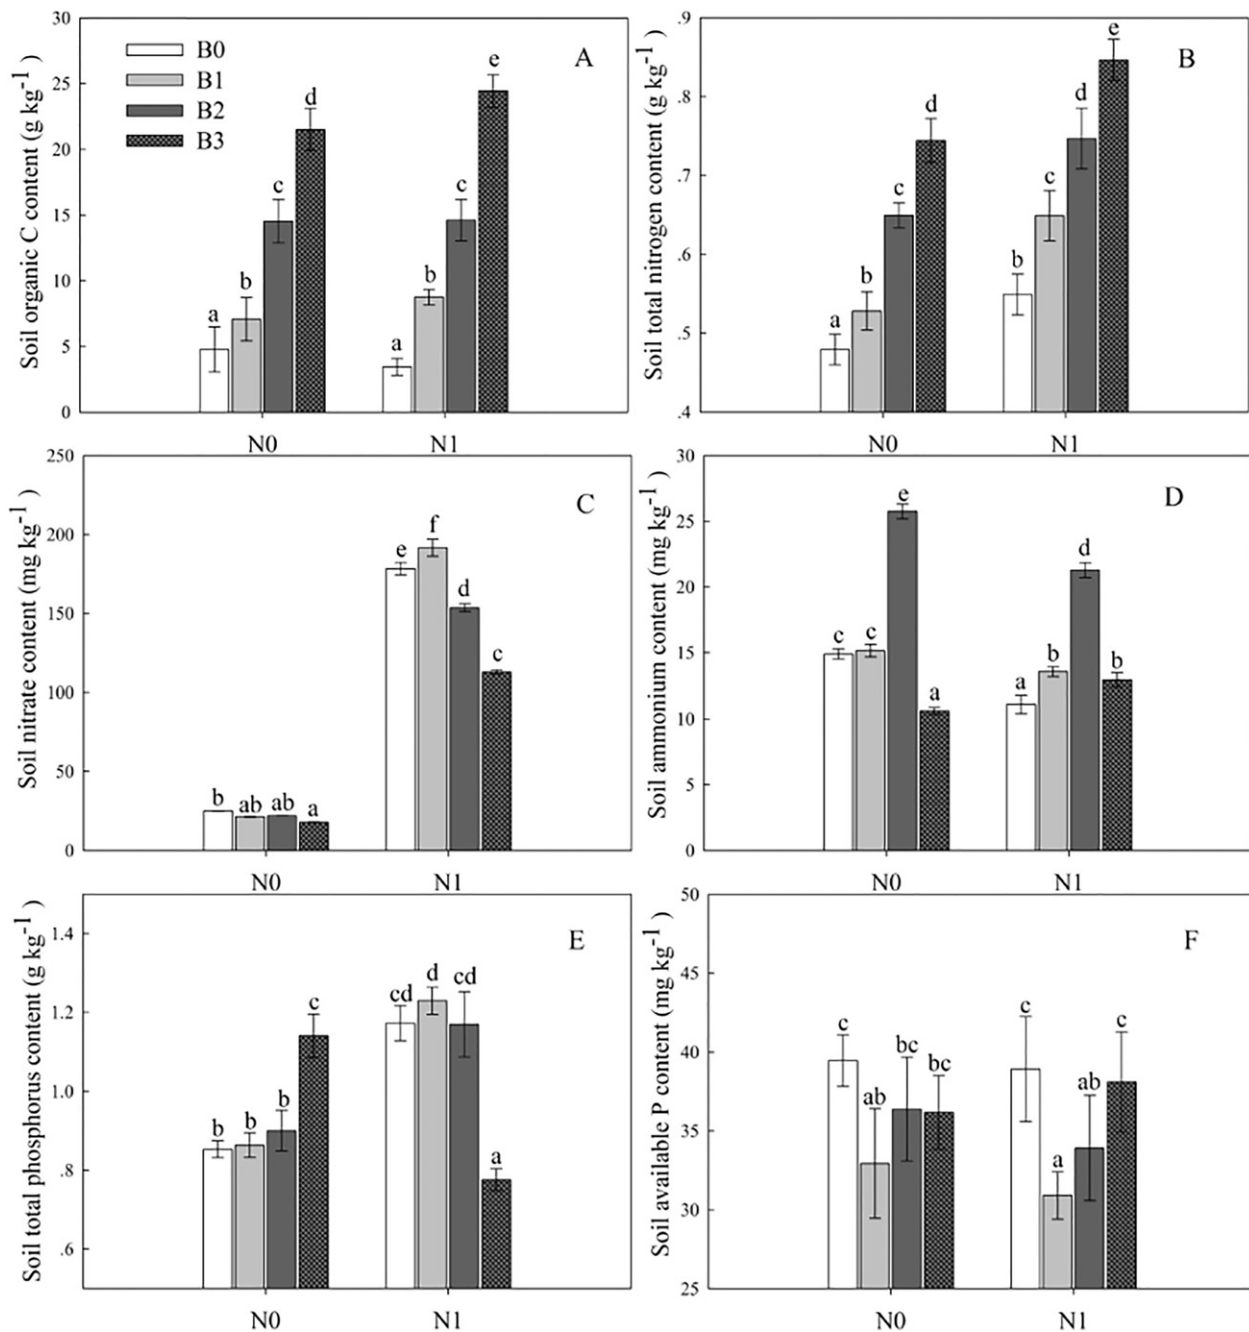 Soil organic C content (g kg⁻¹ )
30
25
20
15
10
5
0
B0
B1
B2
B3
A
a
b
c
d
a
b
c
e
N0
N1
Soil total nitrogen content (g kg⁻¹ )
.9
.8
.7
.6
.5
.4
B
a
b
c
d
b
c
d
e
N0
N1
Soil nitrate content (mg kg⁻¹ )
250
200
150
100
50
0
C
b
ab
ab
a
e
f
d
c
N0
N1
Soil ammonium content (mg kg⁻¹ )
30
25
20
15
10
5
0
D
c
c
e
a
a
b
d
b
N0
N1
Soil total phosphorus content (g kg⁻¹ )
1.4
1.2
1.0
.8
.6
E
b
b
b
c
cd
d
cd
a
N0
N1
Soil available P content (mg kg⁻¹ )
50
45
40
35
30
25
F
c
ab
bc
bc
c
a
ab
c
N0
N1